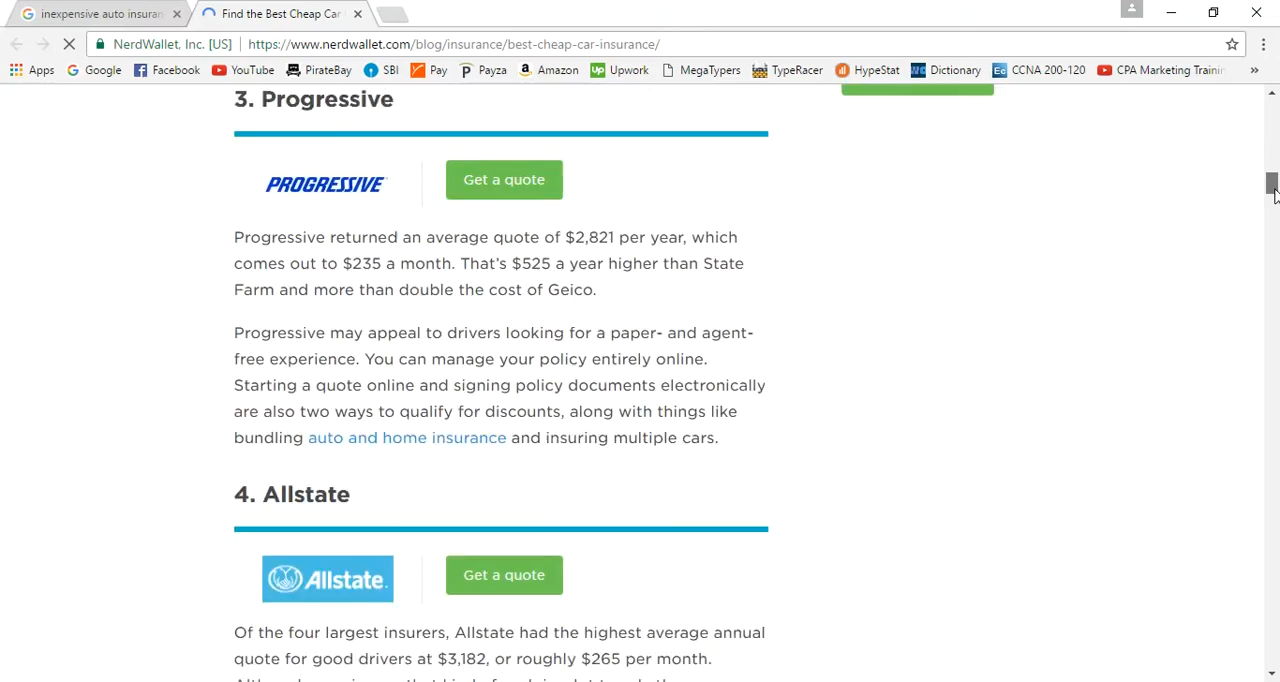 inexpensive auto insuran
Find the Best Cheap Car
NerdWallet, Inc. [US]
https://www.nerdwallet.com/blog/insurance/best-cheap-car-insurance/
Apps
Google
Facebook
YouTube
PirateBay
SBI
Pay
Payza
Amazon
Up Upwork
MegaTypers
TypeRacer
HypeStat
Dictionary
Ec CCNA 200-120
CPA Marketing Trainin
»
3. Progressive
PROGRESSIVE
Get a quote
Progressive returned an average quote of $2,821 per year, which
comes out to $235 a month. That’s $525 a year higher than State
Farm and more than double the cost of Geico.
Progressive may appeal to drivers looking for a paper- and agent-
free experience. You can manage your policy entirely online.
Starting a quote online and signing policy documents electronically
are also two ways to qualify for discounts, along with things like
bundling auto and home insurance and insuring multiple cars.
4. Allstate
Allstate.
Get a quote
Of the four largest insurers, Allstate had the highest average annual
quote for good drivers at $3,182, or roughly $265 per month.